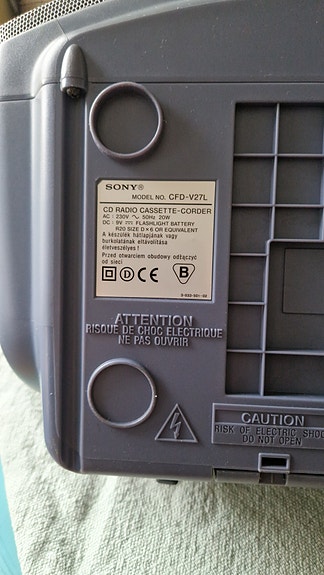 SONY®
MODEL NO. CFD-V27L
CD RADIO CASSETTE-CORDER
AC : 230V ~ 50Hz 20W
DC : 9V ⎓ FLASHLIGHT BATTERY
R20 SIZE D×6 OR EQUIVALENT
A készülék hátlapjának vagy
burkolatának eltávolítása
életveszélyes !
Przed otwarciem obudowy odłączyć
od sieci
D CE B
ATTENTION
RISQUE DE CHOC ELECTRIQUE
NE PAS OUVRIR
CAUTION
RISK OF ELECTRIC SHOC
DO NOT OPEN